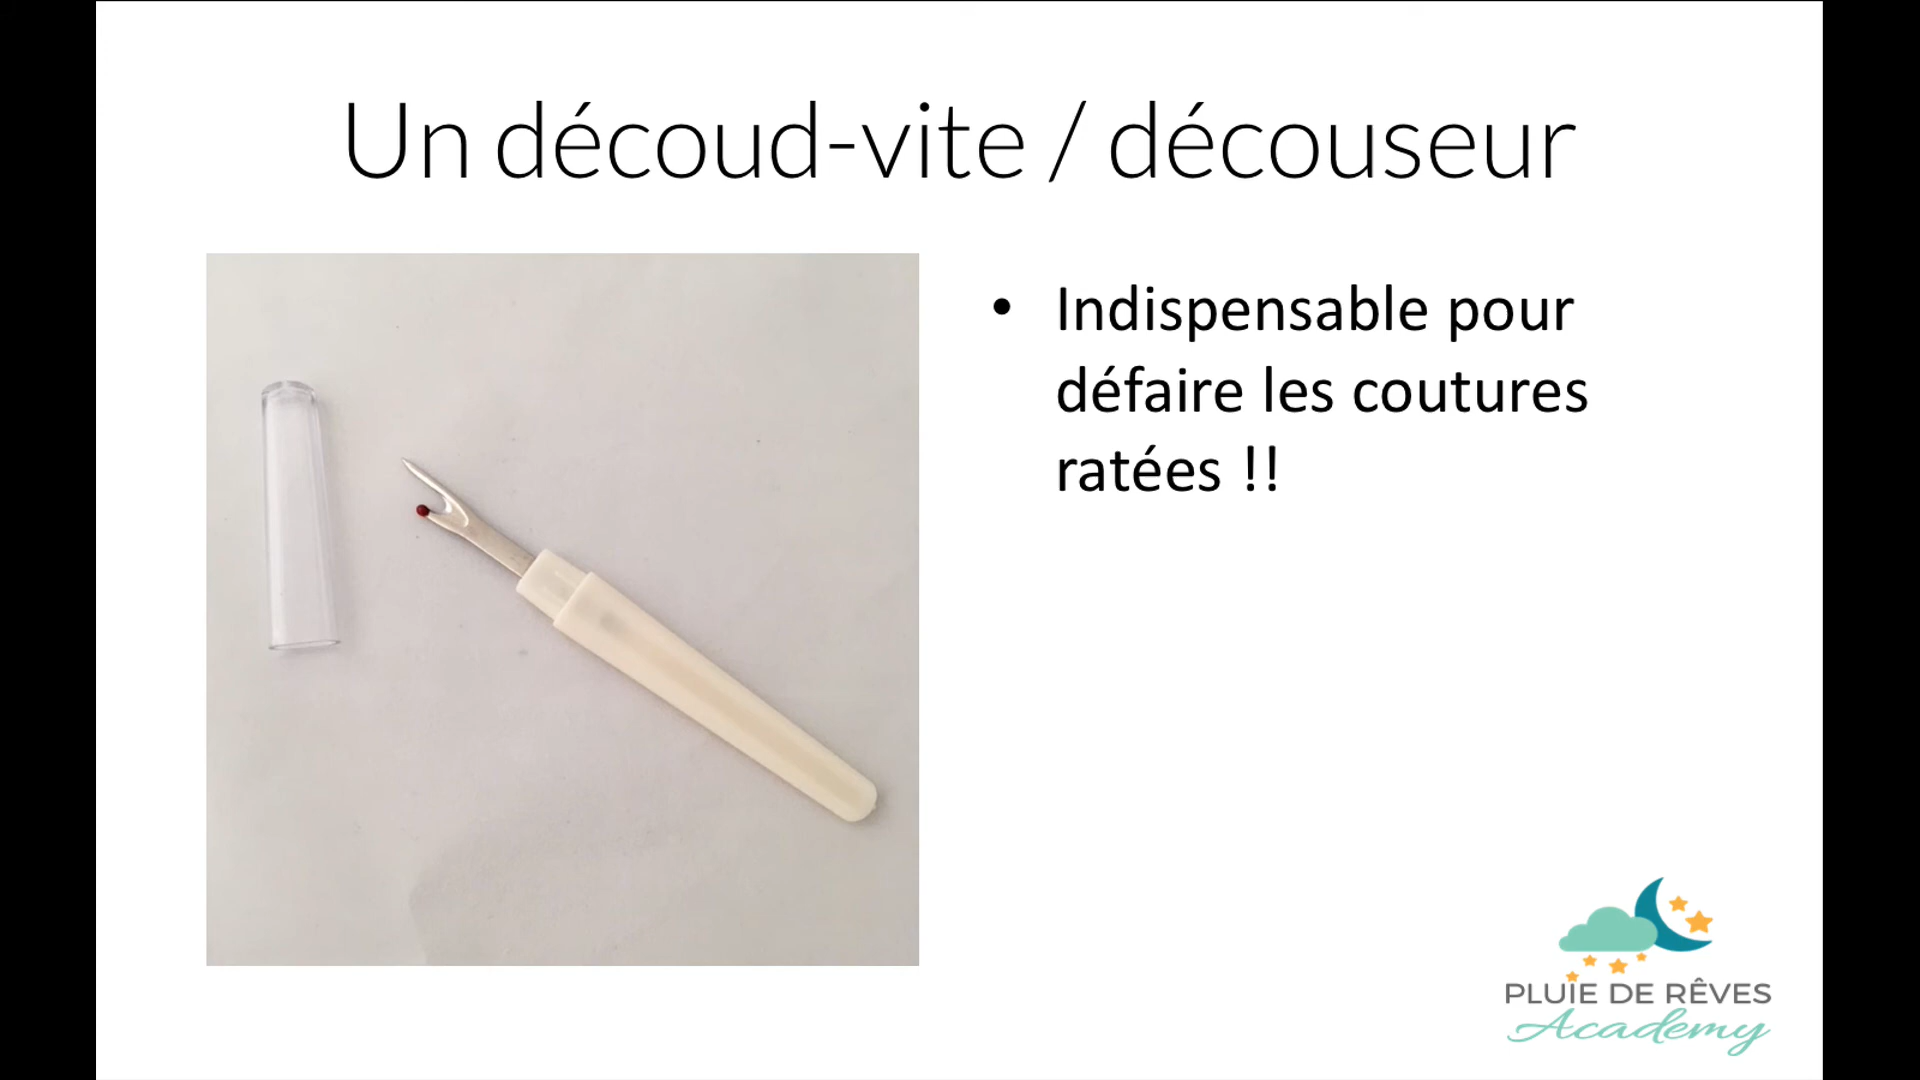 Un découd-vite / découseur
• Indispensable pour
défaire les coutures
ratées !!
PLUIE DE RÊVES
Academy